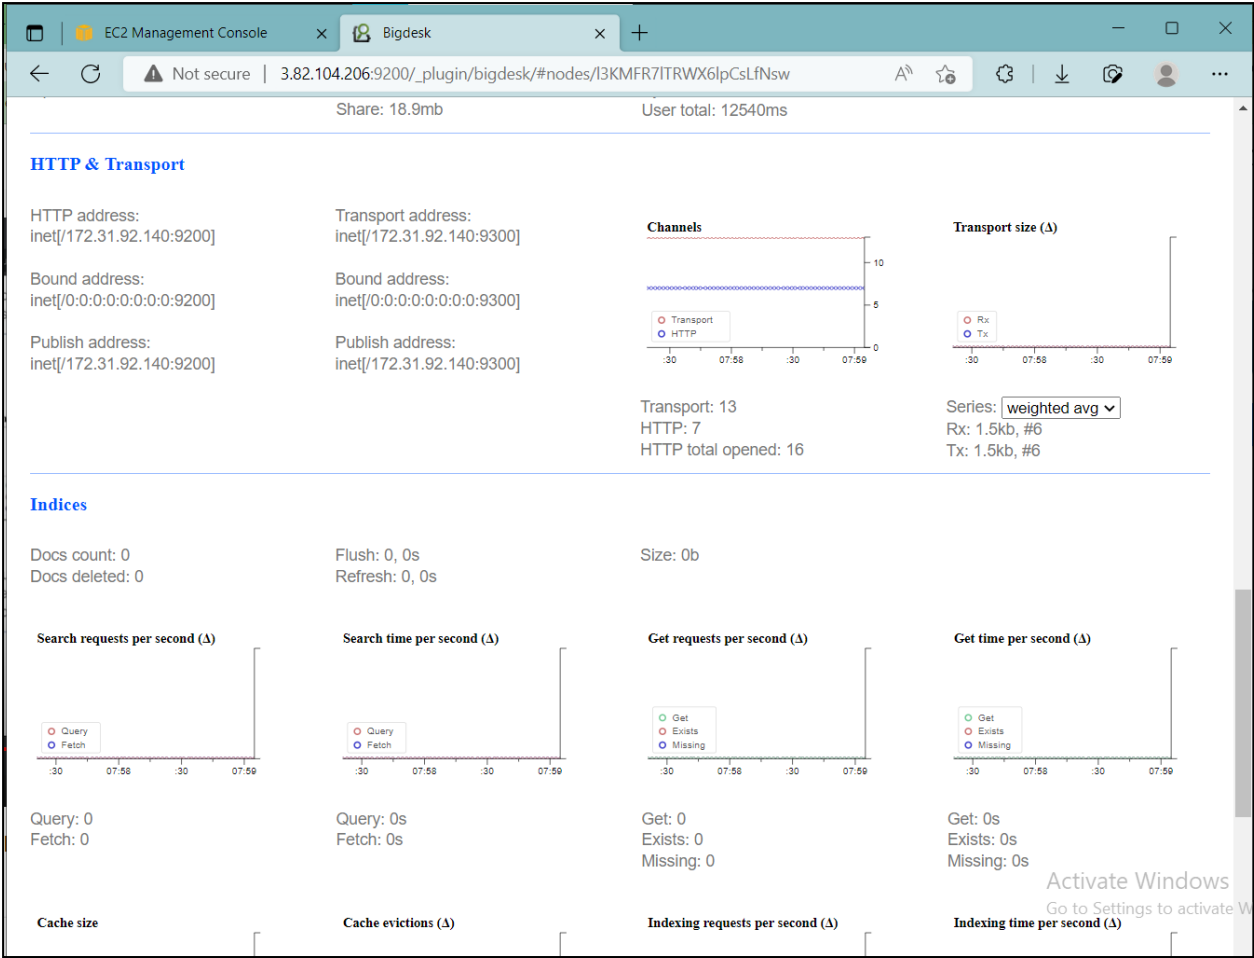 EC2 Management Console
Bigdesk
Not secure | 3.82.104.206:9200/_plugin/bigdesk/#nodes/l3KMFR7lTRWX6lpCsLfNsw
Share: 18.9mb
User total: 12540ms
HTTP & Transport
HTTP address:
inet[/172.31.92.140:9200]
Bound address:
inet[/0:0:0:0:0:0:0:0:9200]
Publish address:
inet[/172.31.92.140:9200]
Transport address:
inet[/172.31.92.140:9300]
Bound address:
inet[/0:0:0:0:0:0:0:0:9300]
Publish address:
inet[/172.31.92.140:9300]
Channels
10
5
0
Transport
HTTP
:30 07:58 :30 07:59
Transport: 13
HTTP: 7
HTTP total opened: 16
Transport size (Δ)
Rx
Tx
:30 07:58 :30 07:59
Series: weighted avg
Rx: 1.5kb, #6
Tx: 1.5kb, #6
Indices
Docs count: 0
Docs deleted: 0
Flush: 0, 0s
Refresh: 0, 0s
Size: 0b
Search requests per second (Δ)
Query
Fetch
:30 07:58 :30 07:59
Query: 0
Fetch: 0
Search time per second (Δ)
Query
Fetch
:30 07:58 :30 07:59
Query: 0s
Fetch: 0s
Get requests per second (Δ)
Get
Exists
Missing
:30 07:58 :30 07:59
Get: 0
Exists: 0
Missing: 0
Get time per second (Δ)
Get
Exists
Missing
:30 07:58 :30 07:59
Get: 0s
Exists: 0s
Missing: 0s
Activate Windows
Go to Settings to activate W
Cache size
Cache evictions (Δ)
Indexing requests per second (Δ)
Indexing time per second (Δ)